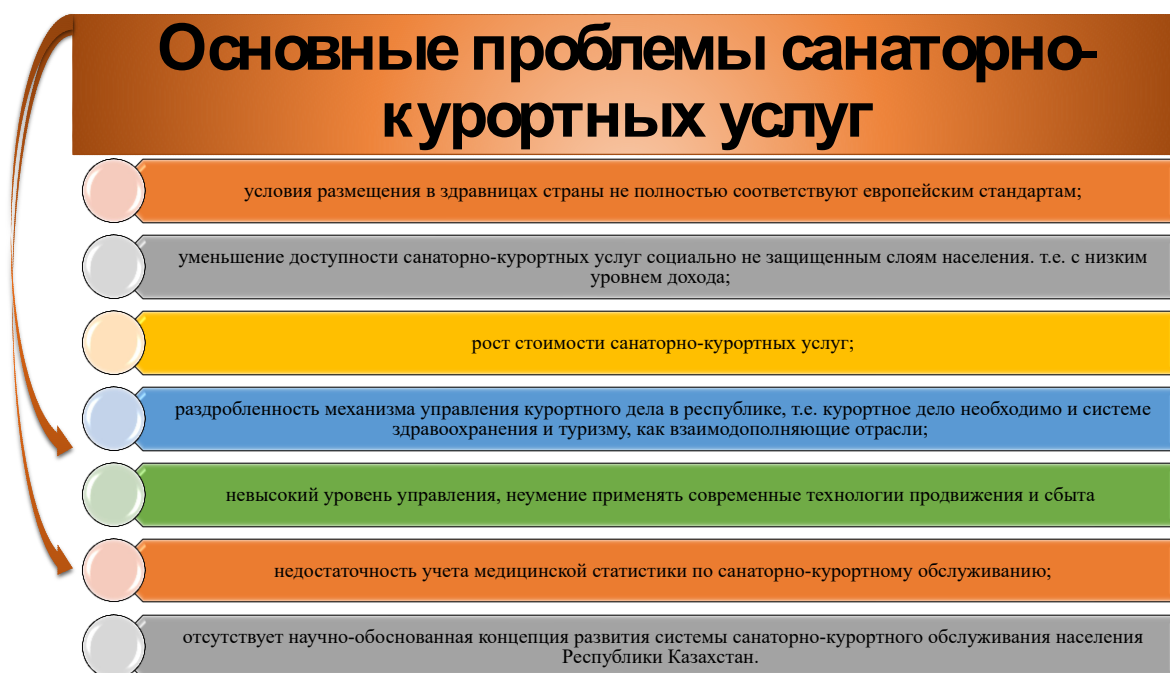 Основные проблемы санаторно-
курортных услуг
условия размещения в здравницах страны не полностью соответствуют европейским стандартам;
уменьшение доступности санаторно-курортных услуг социально не защищенным слоям населения. т.е. с низким
уровнем дохода;
рост стоимости санаторно-курортных услуг;
раздробленность механизма управления курортного дела в республике, т.е. курортное дело необходимо и системе
здравоохранения и туризму, как взаимодополняющие отрасли;
невысокий уровень управления, неумение применять современные технологии продвижения и сбыта
недостаточность учета медицинской статистики по санаторно-курортному обслуживанию;
отсутствует научно-обоснованная концепция развития системы санаторно-курортного обслуживания населения
Республики Казахстан.